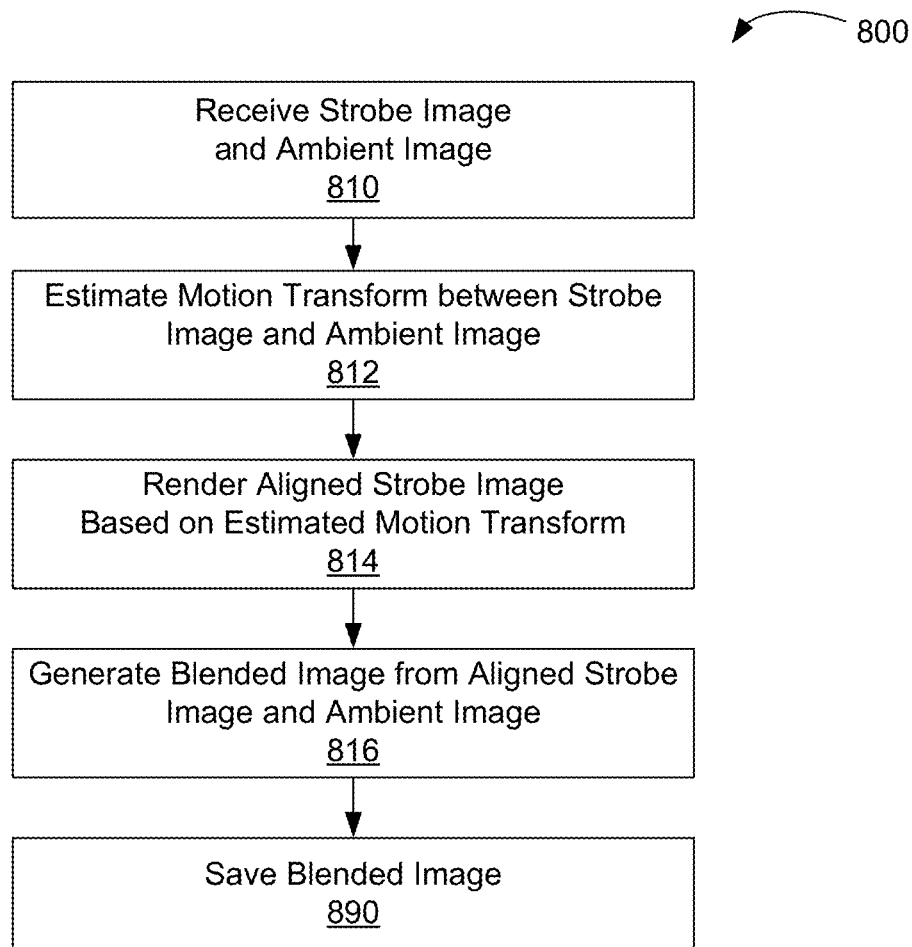 800
Receive Strobe Image
and Ambient Image
810
Estimate Motion Transform between Strobe
Image and Ambient Image
812
Render Aligned Strobe Image
Based on Estimated Motion Transform
814
Generate Blended Image from Aligned Strobe
Image and Ambient Image
816
Save Blended Image
890